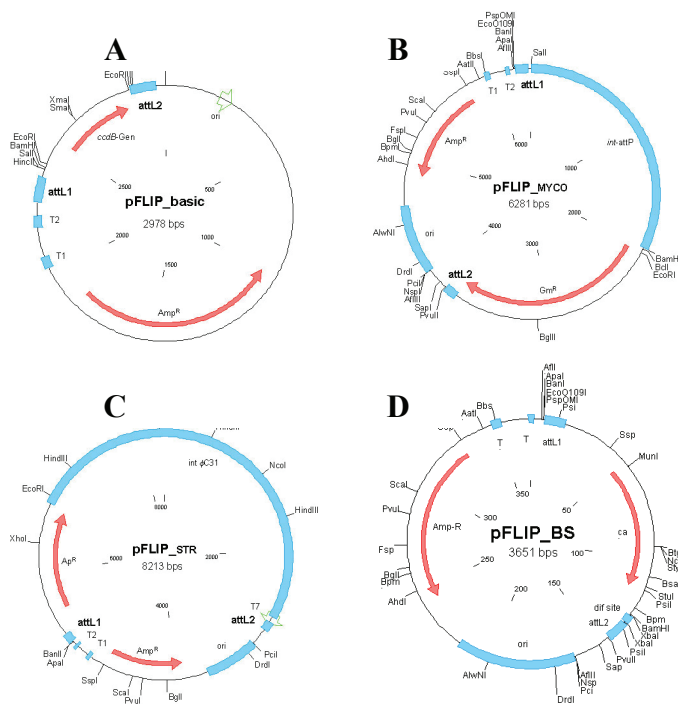 A
EcoRI
attL2
XmaI
SmaI
ori
ccdB-Gen
EcoRI
BamHI
SalI
HincII
attL1
T2
T1
pFLIP_basic
2978 bps
500
1000
1500
2000
2500
AmpR
B
PspOMI
EcoO109I
BanI
ApaI
AflII
SalI
BbsI
AatII
SspI
T1
T2
attL1
ScaI
PvuI
FspI
BglI
BpmI
AhdI
AmpR
int-attP
6000
1000
5000
pFLIP_MYCO
6281 bps
2000
4000
3000
AlwNI
ori
BamHI
BclI
EcoRI
DrdI
PciI
NspI
AflIII
SapI
PvuII
attL2
GmR
BglII
C
HindIII
int ϕC31
NcoI
HindIII
EcoRI
HindIII
8000
XhoI
pFLIP_STR
8213 bps
6000
2000
4000
ApR
attL1
T2
T1
BanII
ApaI
SspI
ScaI
PvuI
AmpR
BglI
ori
T7
attL2
PciI
DrdI
D
AflI
ApaI
BanI
EcoO109I
PspOMI
PsiI
Bbs
AatI
Ssp
T
T
attL1
Ssp
MunI
ScaI
PvuI
Amp-R
Fsp
BglI
Bpm
AhdI
350
50
300
pFLIP_BS
3651 bps
100
250
200
150
ca
Bsa
StuI
PsiI
dif site
attL2
Bpm
BamHI
XbaI
XbaI
PsiI
PvuII
Sap
AflII
Nsp
Pci
DrdI
ori
AlwNI